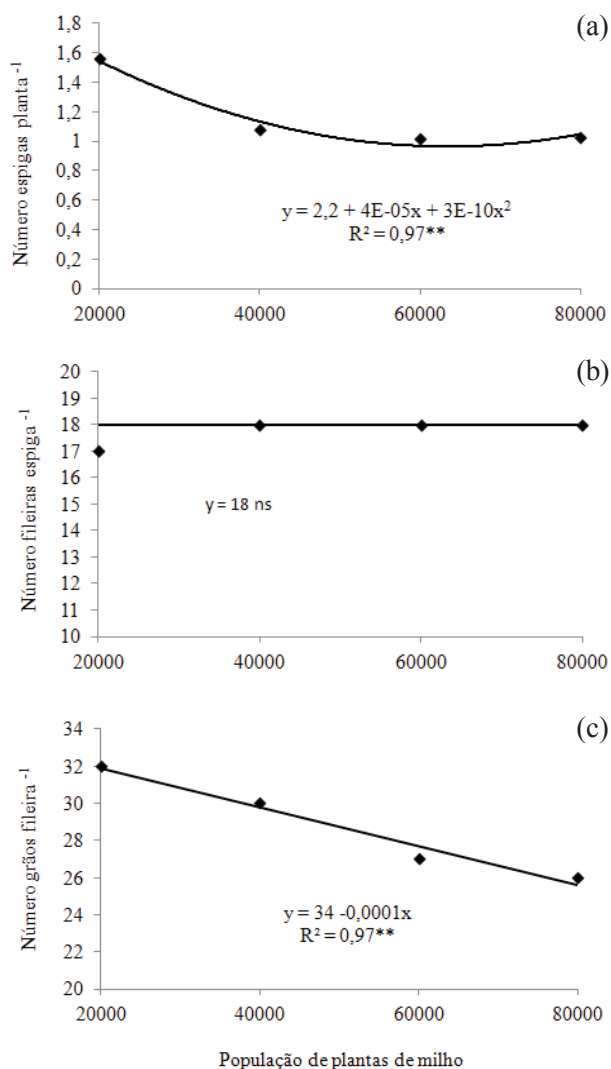 (a)
Número espigas planta ⁻¹
1,8
1,6
1,4
1,2
1
0,8
0,6
0,4
0,2
0
y = 2,2 + 4E-05x + 3E-10x²
R² = 0,97**
20000 40000 60000 80000
(b)
Número fileiras espiga ⁻¹
20
19
18
17
16
15
14
13
12
11
10
y = 18 ns
20000 40000 60000 80000
(c)
Número grãos fileira ⁻¹
34
32
30
28
26
24
22
20
y = 34 -0,0001x
R² = 0,97**
20000 40000 60000 80000
População de plantas de milho